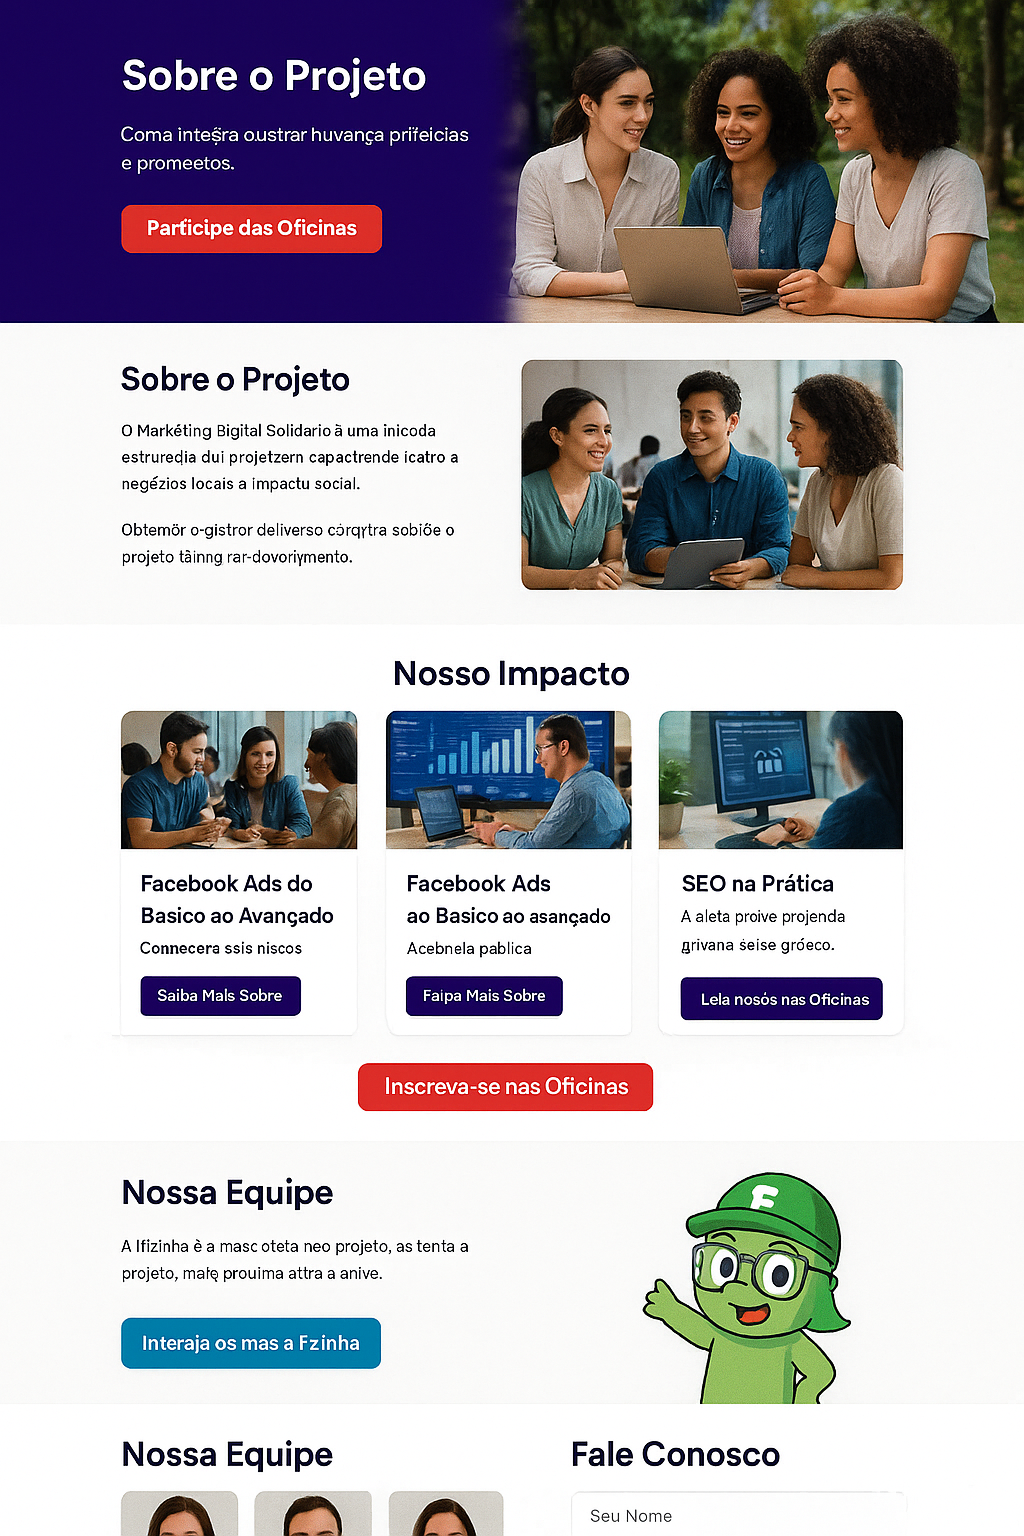 Sobre o Projeto
Coma inteşra oustrar huvança prifeicias
e promeetos.
Participe das Oficinas
Sobre o Projeto
O Markéting Bigital Solidario ā uma inicoda
estruredja dui projetzern capactrende icatro a
negézios locais a impactu social.
Obtemör o-gistror deliverso córqγtra sobiőe o
projeto tāinng rar-dovoriymento.
Nosso Impacto
Facebook Ads do
Basico ao Avançado
Connecera ssis niscos
Saiba Mals Sobre
Facebook Ads
ao Basico ao asançado
Acebnela pablica
Faipa Mais Sobre
SEO na Prática
A aleta proive projenda
grivana seise gróeco.
Lela nosós nas Oficinas
Inscreva-se nas Oficinas
F
Nossa Equipe
A Ifizinha ê a masc oteta neo projeto, as tenta a
projeto, małę prouima attra a anive.
Interaja os mas a Fzinha
Nossa Equipe
Fale Conosco
Seu Nome